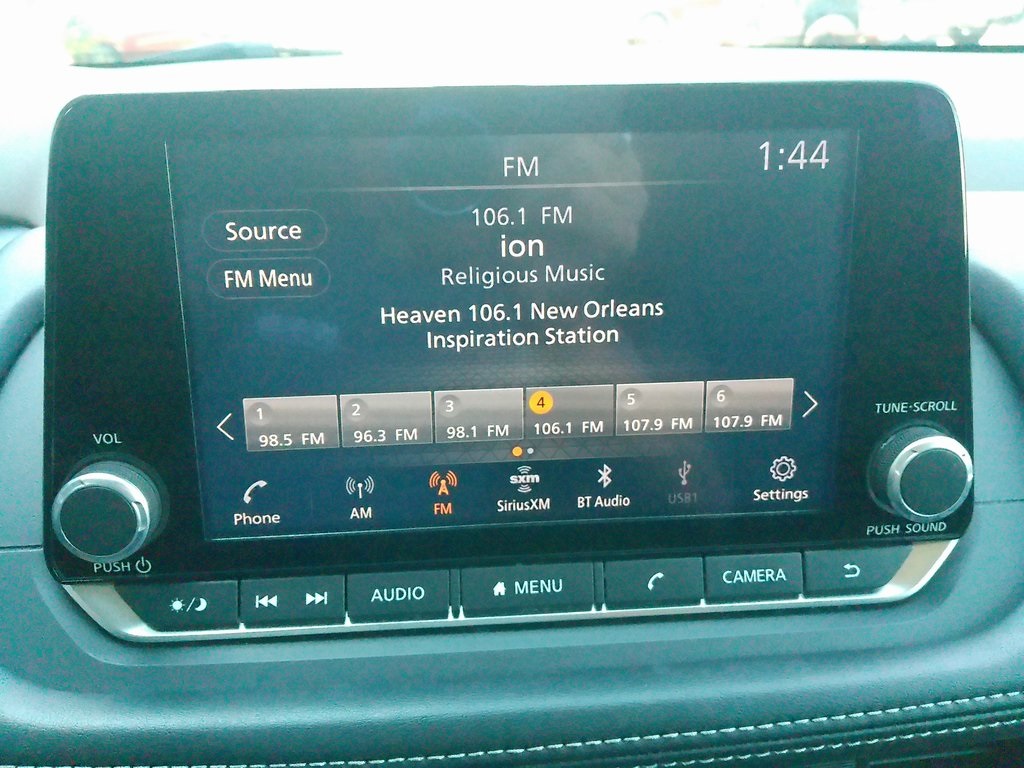 FM
1:44
Source
106.1 FM
ion
FM Menu
Religious Music
Heaven 106.1 New Orleans
Inspiration Station
1 2 3 4 5 6
98.5 FM 96.3 FM 98.1 FM 106.1 FM 107.9 FM 107.9 FM
VOL
TUNE·SCROLL
Phone
AM
FM
sxm
SiriusXM
BT Audio
USB1
Settings
PUSH
PUSH SOUND
AUDIO
MENU
CAMERA